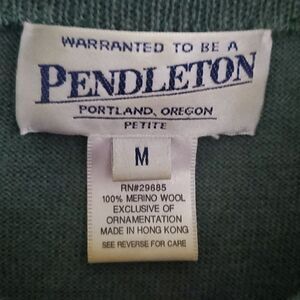 WARRANTED TO BE A
PENDLETON
PORTLAND, OREGON
PETITE
M
RN#29685
100% MERINO WOOL
EXCLUSIVE OF
ORNAMENTATION
MADE IN HONG KONG
SEE REVERSE FOR CARE